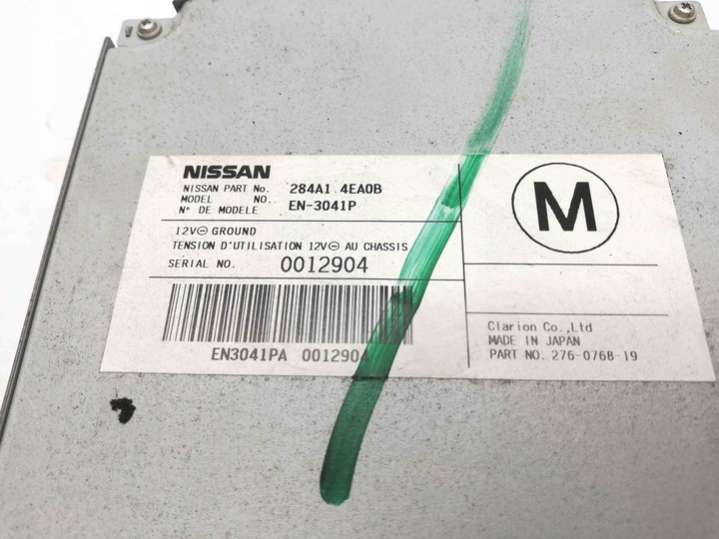 NISSAN
NISSAN PART No. 284A1 4EA0B
MODEL NO. EN-3041P
N° DE MODELE
12V⊖ GROUND
TENSION D'UTILISATION 12V⊖ AU CHASSIS
SERIAL NO. 0012904
EN3041PA 0012904
M
Clarion Co.,Ltd
MADE IN JAPAN
PART NO. 276-0768-19